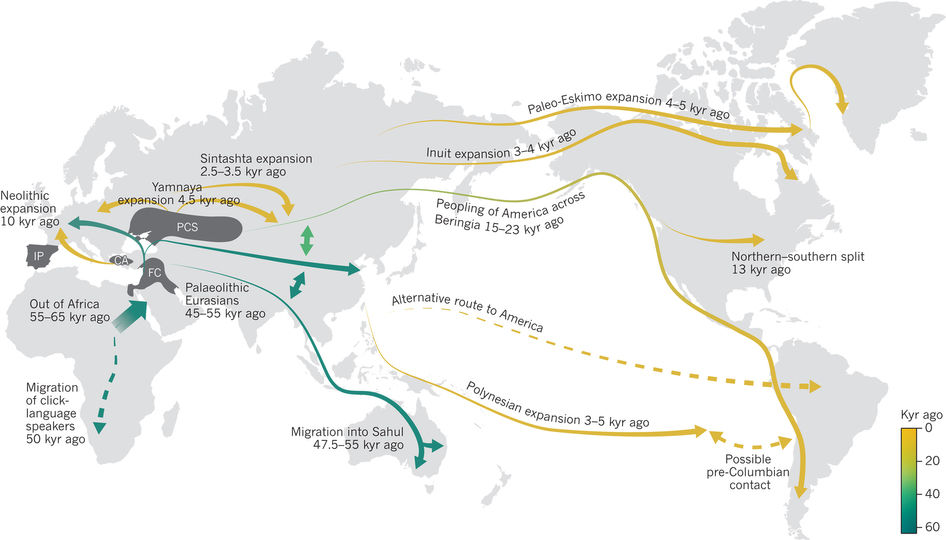 Paleo-Eskimo expansion 4–5 kyr ago
Inuit expansion 3–4 kyr ago
Sintashta expansion
2.5–3.5 kyr ago
Yamnaya
expansion 4.5 kyr ago
Neolithic
expansion
10 kyr ago
PCS
Peopling of America across
Beringia 15–23 kyr ago
IP
CA
FC
Northern–southern split
13 kyr ago
Out of Africa
55–65 kyr ago
Palaeolithic
Eurasians
45–55 kyr ago
Alternative route to America
Migration
of click-
language
speakers
50 kyr ago
Polynesian expansion 3–5 kyr ago
Migration into Sahul
47.5–55 kyr ago
Possible
pre-Columbian
contact
Kyr ago
0
20
40
60